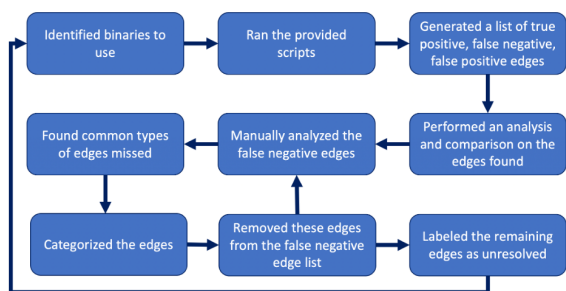 Identified binaries to
use
Ran the provided
scripts
Generated a list of true
positive, false negative,
false positive edges
Performed an analysis
and comparison on the
edges found
Manually analyzed the
false negative edges
Found common types
of edges missed
Categorized the edges
Removed these edges
from the false negative
edge list
Labeled the remaining
edges as unresolved